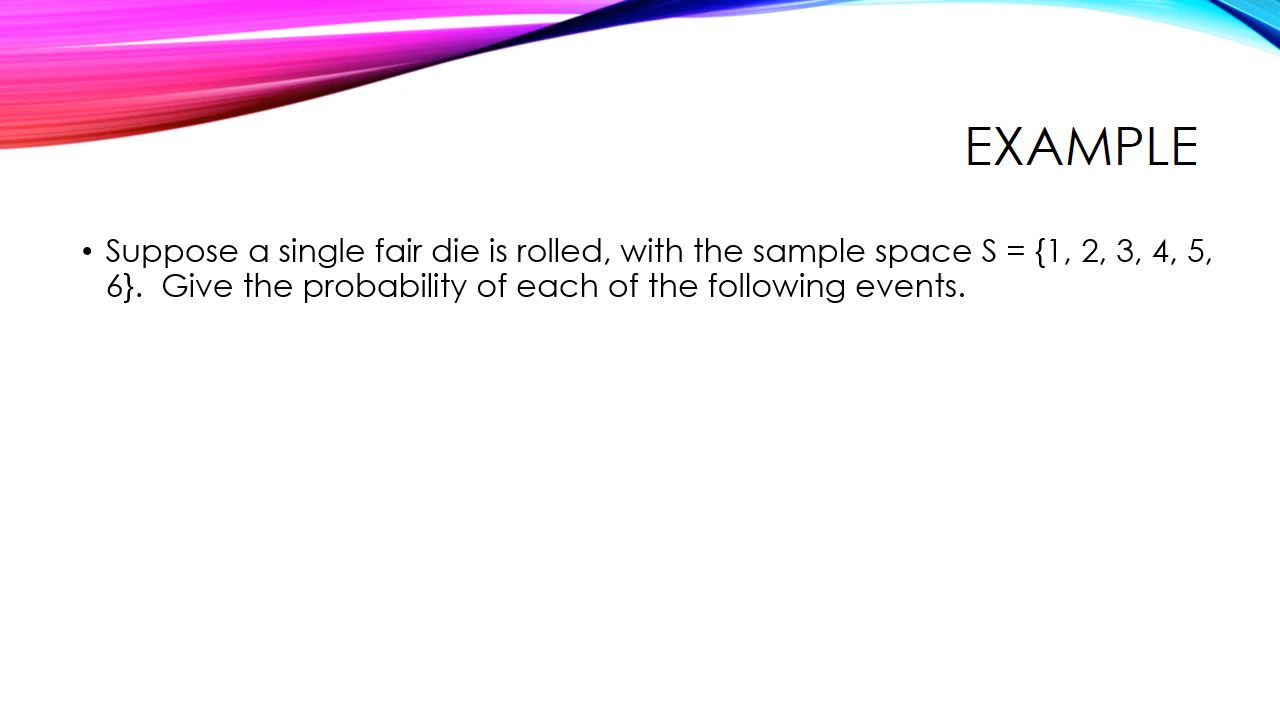 EXAMPLE
• Suppose a single fair die is rolled, with the sample space S = {1, 2, 3, 4, 5,
6}.  Give the probability of each of the following events.